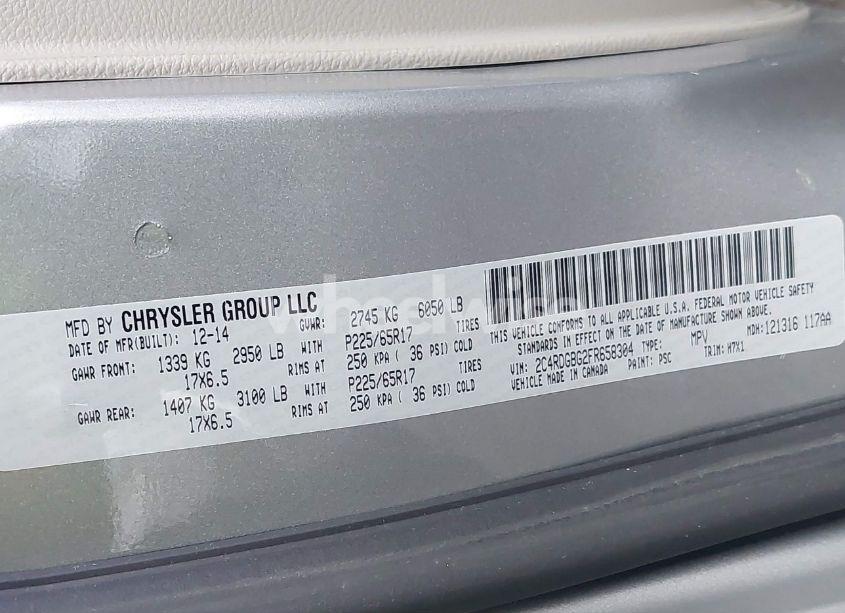 MFD BY CHRYSLER GROUP LLC
DATE OF MFR(BUILT): 12-14 GVWR: 2745 KG 6050 LB
GAWR FRONT: 1339 KG 2950 LB WITH P225/65R17 TIRES
17X6.5 RIMS AT 250 KPA ( 36 PSI) COLD
GAWR REAR: 1407 KG 3100 LB WITH P225/65R17 TIRES
17X6.5 RIMS AT 250 KPA ( 36 PSI) COLD
THIS VEHICLE CONFORMS TO ALL APPLICABLE U.S.A. FEDERAL MOTOR VEHICLE SAFETY
STANDARDS IN EFFECT ON THE DATE OF MANUFACTURE SHOWN ABOVE.
MDH: 121316 117AA
VIN: 2C4RDGBG2FR658304 TYPE: MPV
VEHICLE MADE IN CANADA PAINT: PSC TRIM: H7X1